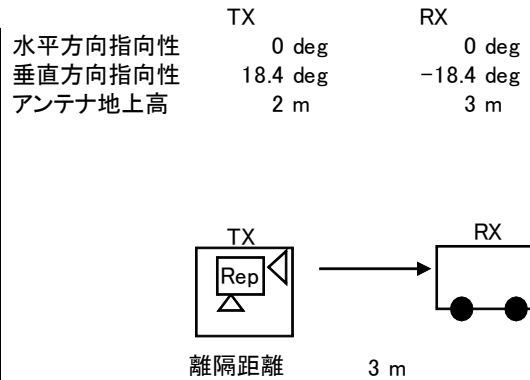 TX RX
水平方向指向性 0 deg 0 deg
垂直方向指向性 18.4 deg -18.4 deg
アンテナ地上高 2 m 3 m
TX RX
Rep
離隔距離 3 m